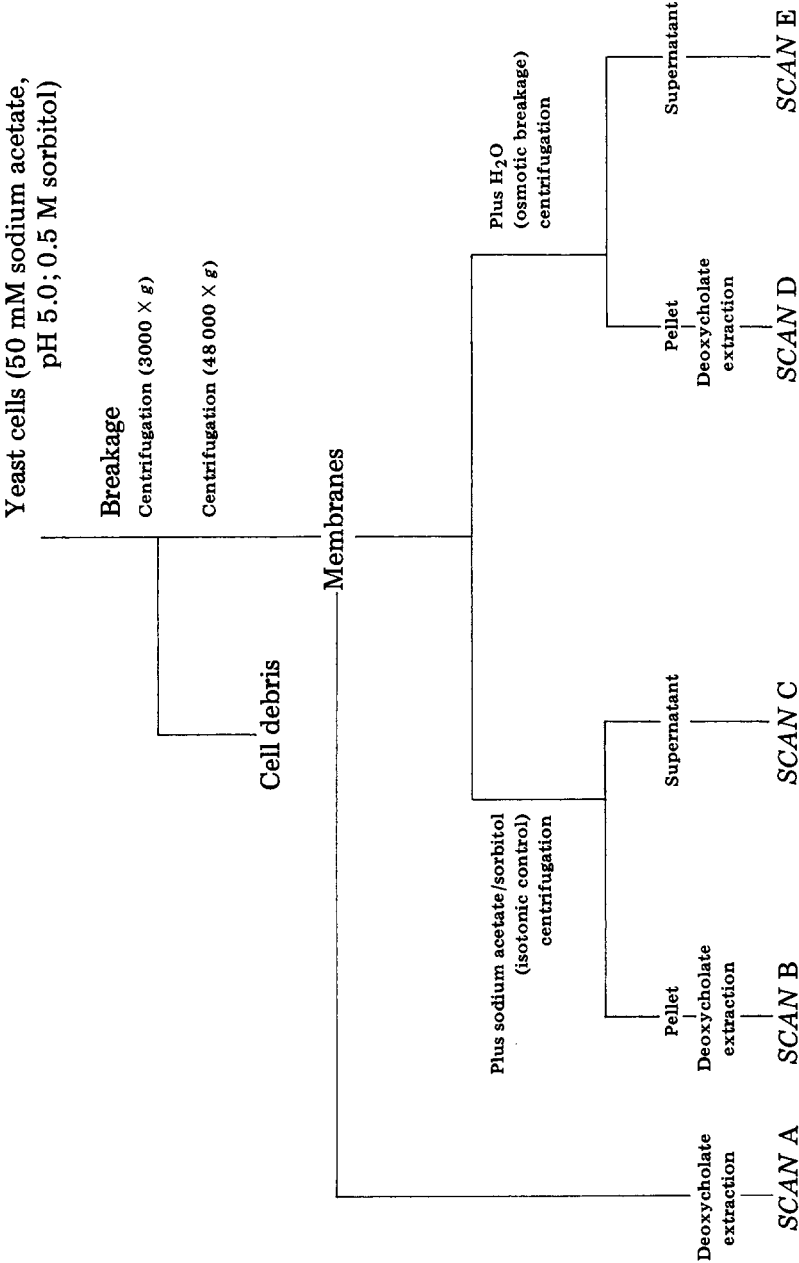 Yeast cells (50 mM sodium acetate,
pH 5.0; 0.5 M sorbitol)
Breakage
Centrifugation (3000 × g)
Centrifugation (48 000 × g)
Cell debris
Membranes
Plus sodium acetate/sorbitol
(isotonic control)
centrifugation
Plus H₂O
(osmotic breakage)
centrifugation
Pellet
Supernatant
Pellet
Supernatant
Deoxycholate
extraction
Deoxycholate
extraction
Deoxycholate
extraction
SCAN A
SCAN B
SCAN C
SCAN D
SCAN E